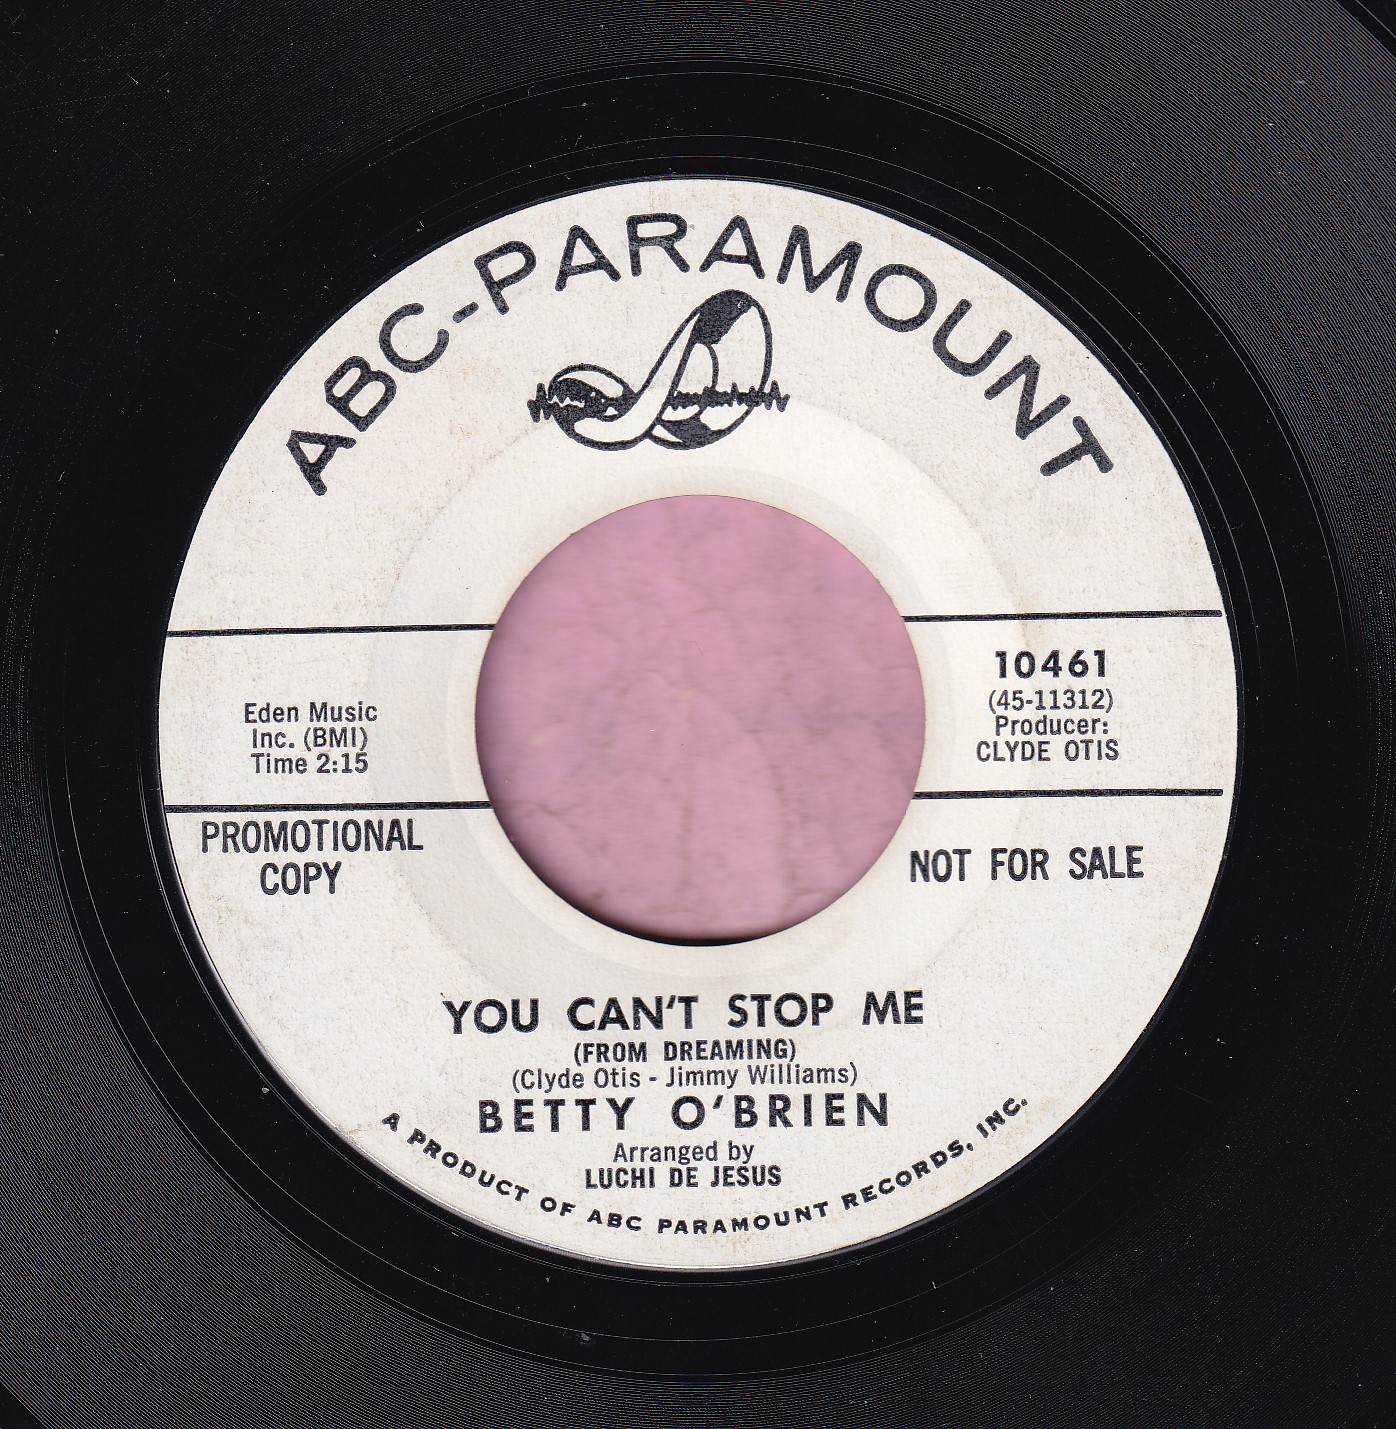 ABC-PARAMOUNT
10461
(45-11312)
Producer:
CLYDE OTIS
Eden Music
Inc. (BMI)
Time 2:15
PROMOTIONAL
COPY
NOT FOR SALE
YOU CAN'T STOP ME
(FROM DREAMING)
(Clyde Otis - Jimmy Williams)
BETTY O'BRIEN
Arranged by
LUCHI DE JESUS
A PRODUCT OF ABC PARAMOUNT RECORDS, INC.